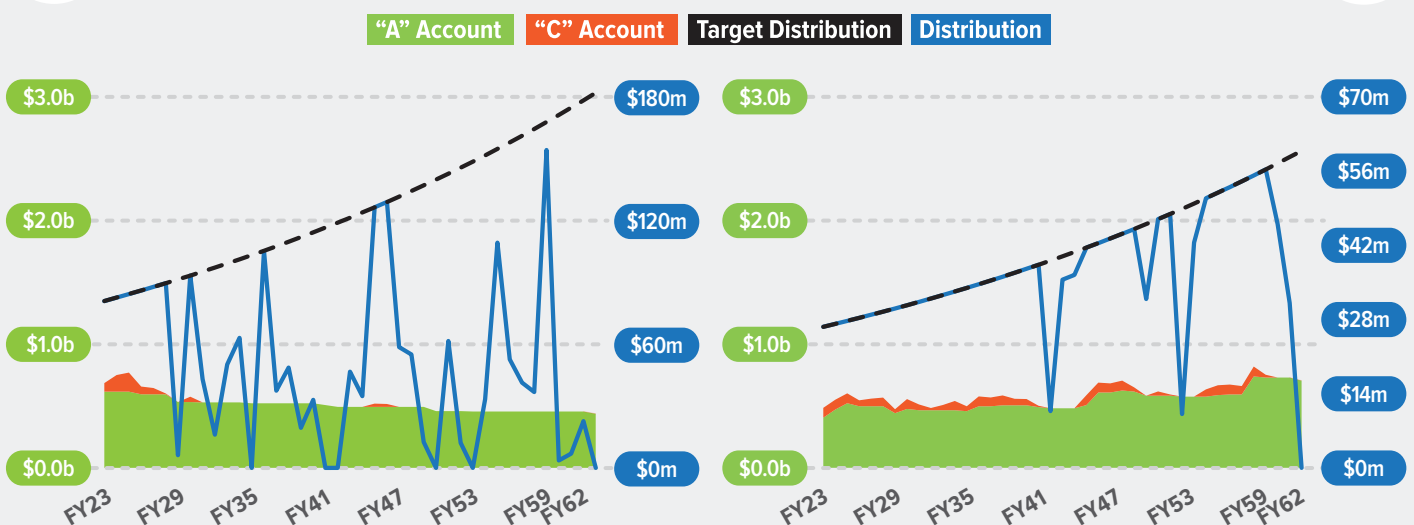 “A” Account “C” Account Target Distribution Distribution
$3.0b $180m $3.0b $70m
$56m
$2.0b $120m $2.0b
$42m
$1.0b $60m $1.0b $28m
$14m
$0.0b $0m $0.0b $0m
FY23 FY29 FY35 FY41 FY47 FY53 FY59 FY62 FY23 FY29 FY35 FY41 FY47 FY53 FY59 FY62